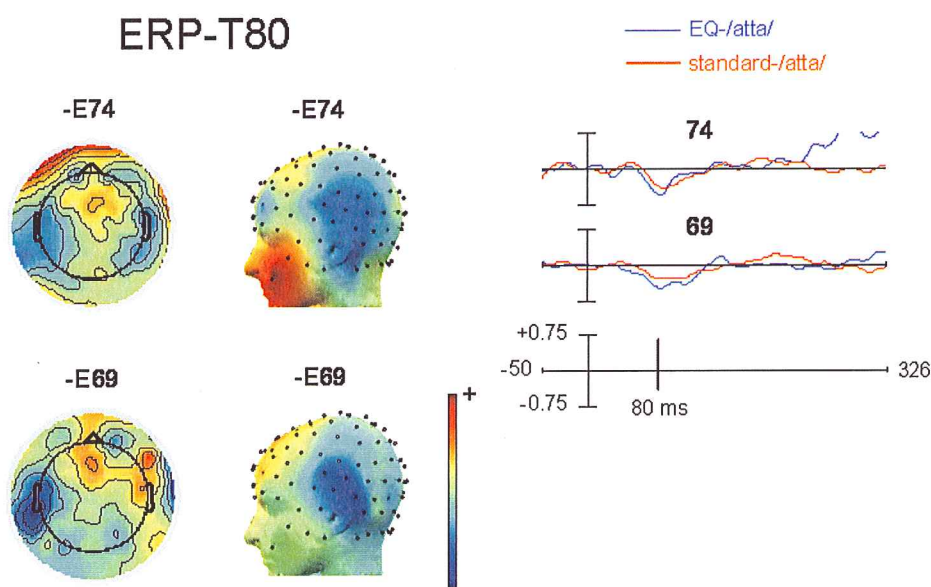 ERP-T80
EQ-/atta/
standard-/atta/
-E74
-E74
74
69
+0.75
-50
326
-0.75
80 ms
-E69
-E69
+